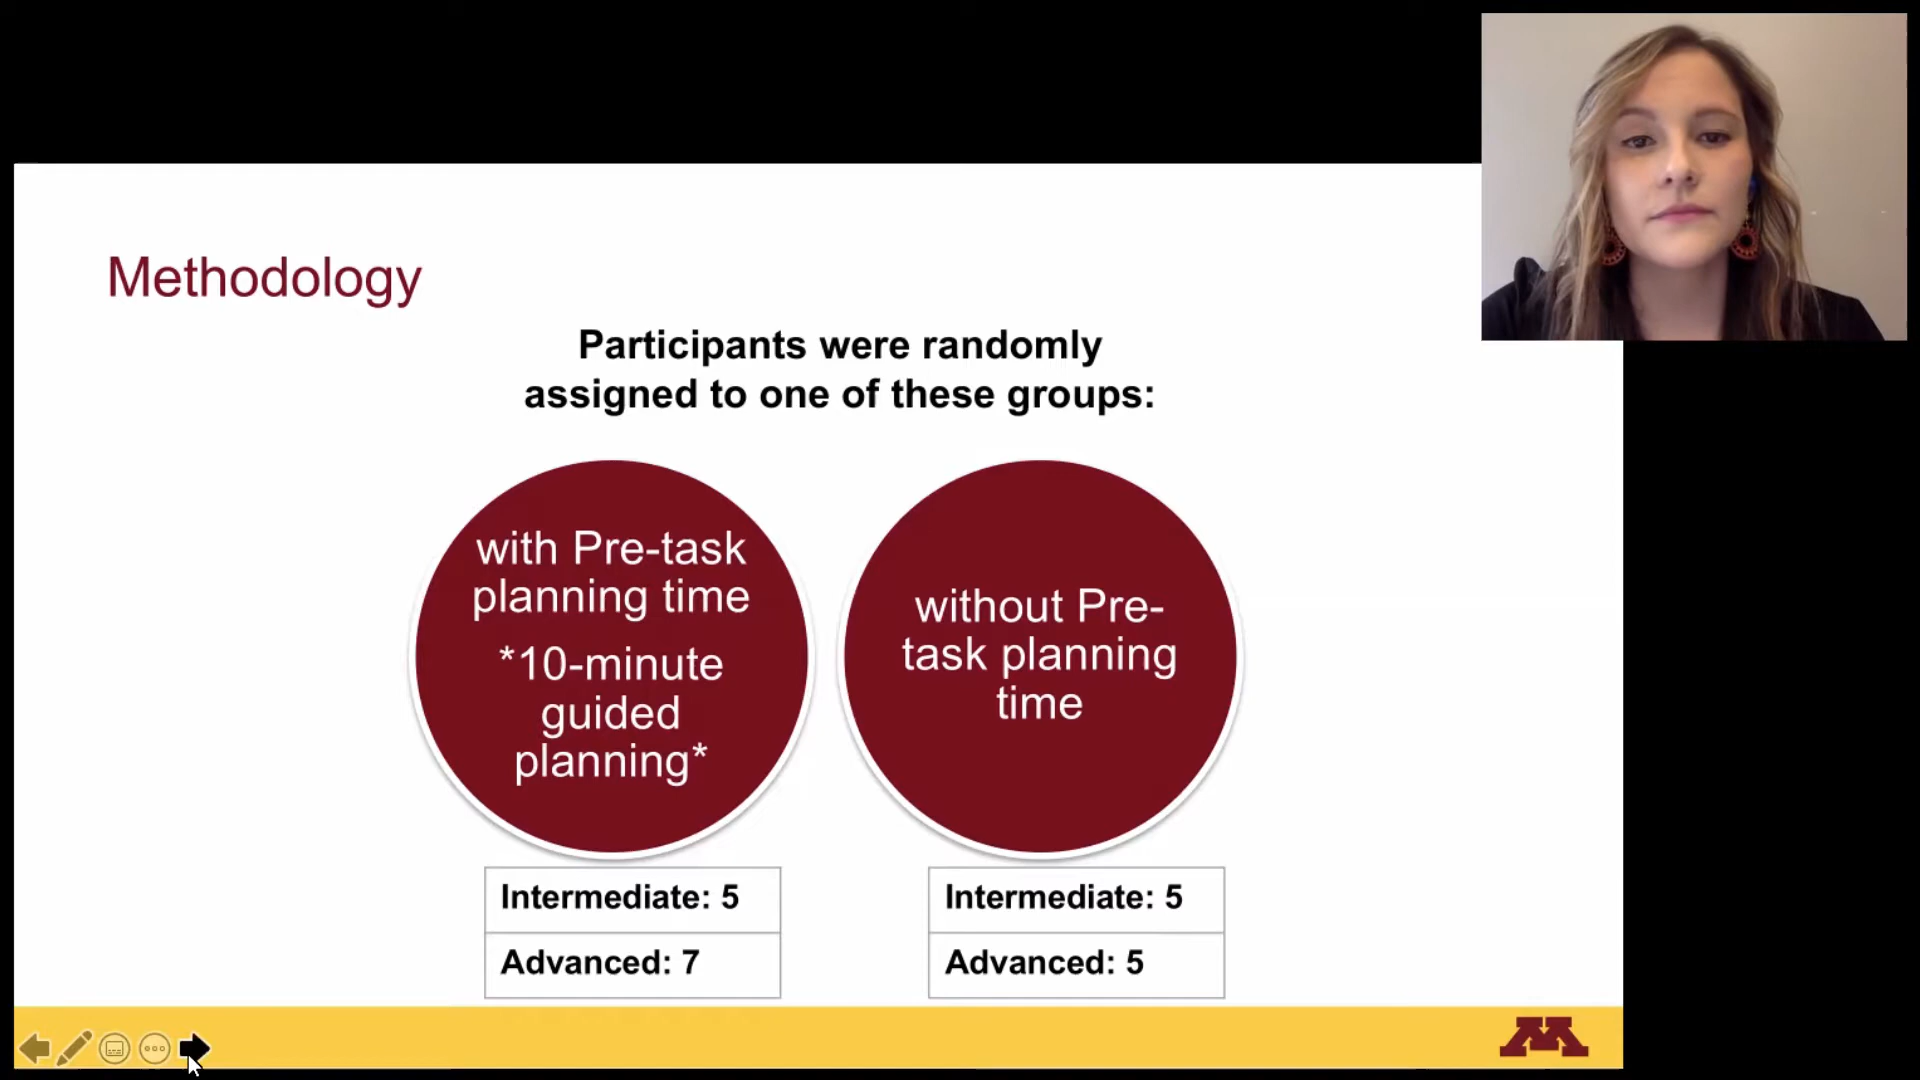 Methodology
Participants were randomly
assigned to one of these groups:
with Pre-task
planning time
*10-minute
guided
planning*
without Pre-
task planning
time
Intermediate: 5
Advanced: 7
Intermediate: 5
Advanced: 5
M